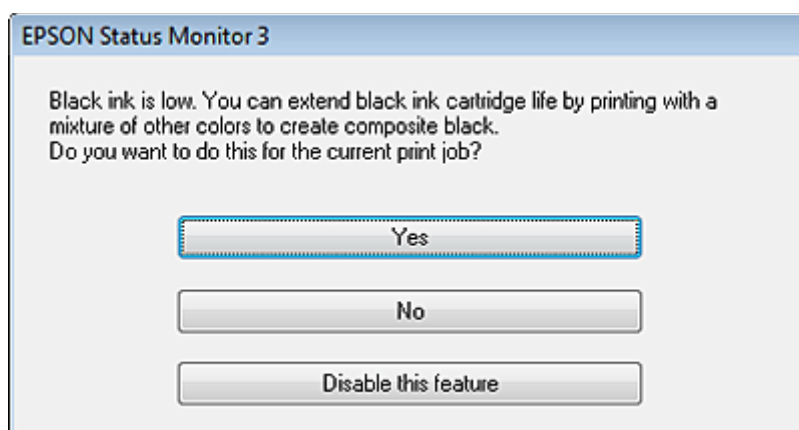 EPSON Status Monitor 3
Black ink is low. You can extend black ink cartridge life by printing with a
mixture of other colors to create composite black.
Do you want to do this for the current print job?
Yes
No
Disable this feature